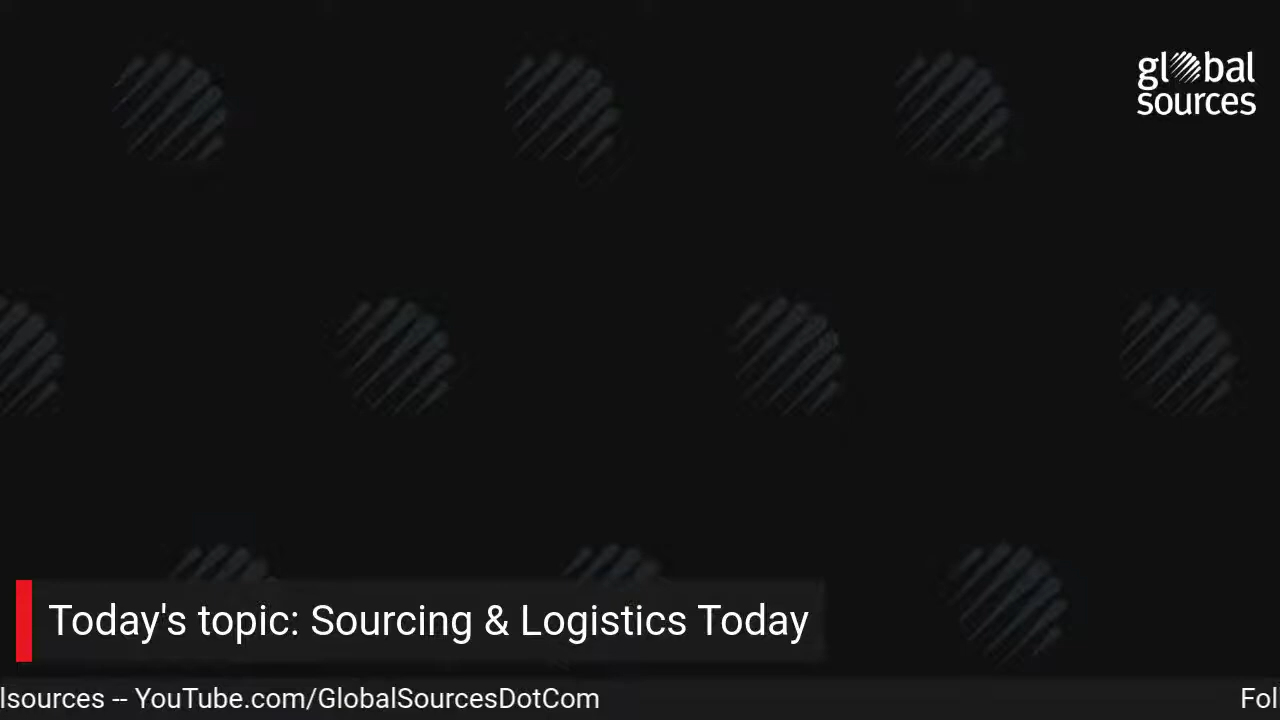 global
sources
Today's topic: Sourcing & Logistics Today
lsources -- YouTube.com/GlobalSourcesDotCom
Fol